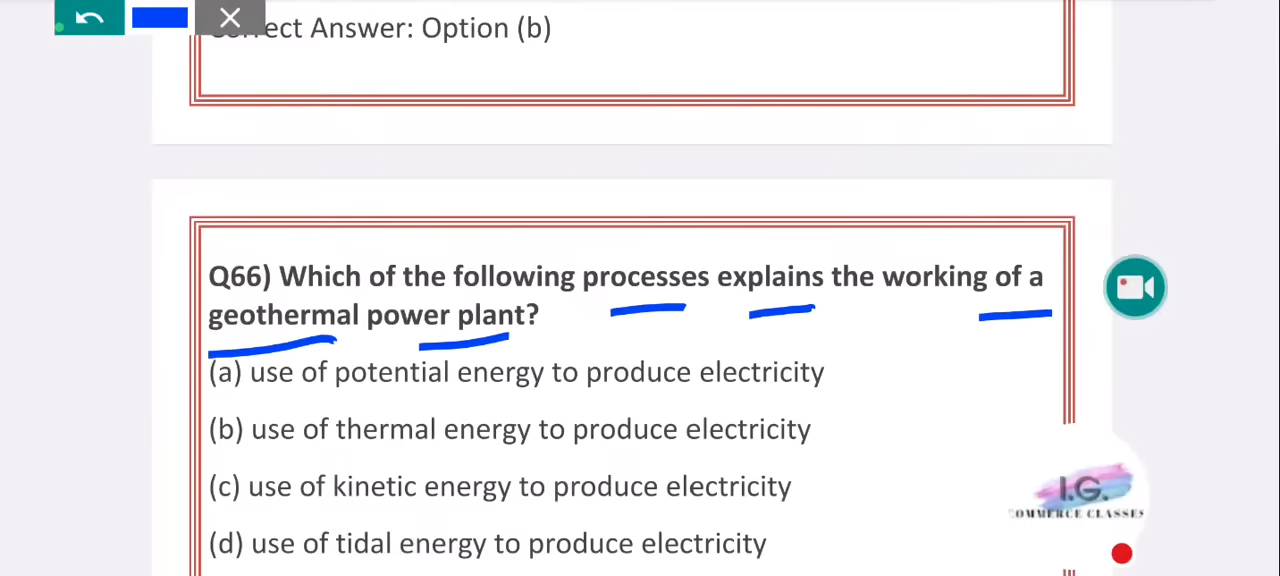 ect Answer: Option (b)
Q66) Which of the following processes explains the working of a
geothermal power plant?
(a) use of potential energy to produce electricity
(b) use of thermal energy to produce electricity
(c) use of kinetic energy to produce electricity
I.G.
COMMERCE CLASSES
(d) use of tidal energy to produce electricity